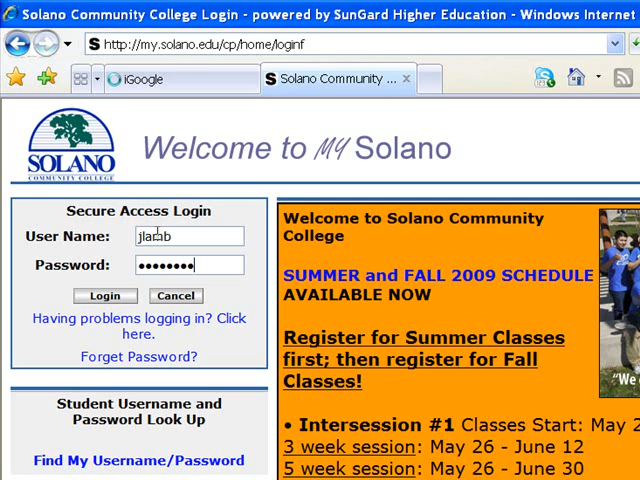 Solano Community College Login - powered by SunGard Higher Education - Windows Internet
http://my.solano.edu/cp/home/loginf
iGoogle
Solano Community ...
SOLANO
COMMUNITY COLLEGE
Welcome to MY Solano
Secure Access Login
User Name: jlamb
Password: ••••••••
Login Cancel
Having problems logging in? Click
here.
Forget Password?
Student Username and
Password Look Up
Find My Username/Password
Welcome to Solano Community
College
SUMMER and FALL 2009 SCHEDULE
AVAILABLE NOW
Register for Summer Classes
first; then register for Fall
Classes!
• Intersession #1 Classes Start: May 2
3 week session: May 26 - June 12
5 week session: May 26 - June 30
"We